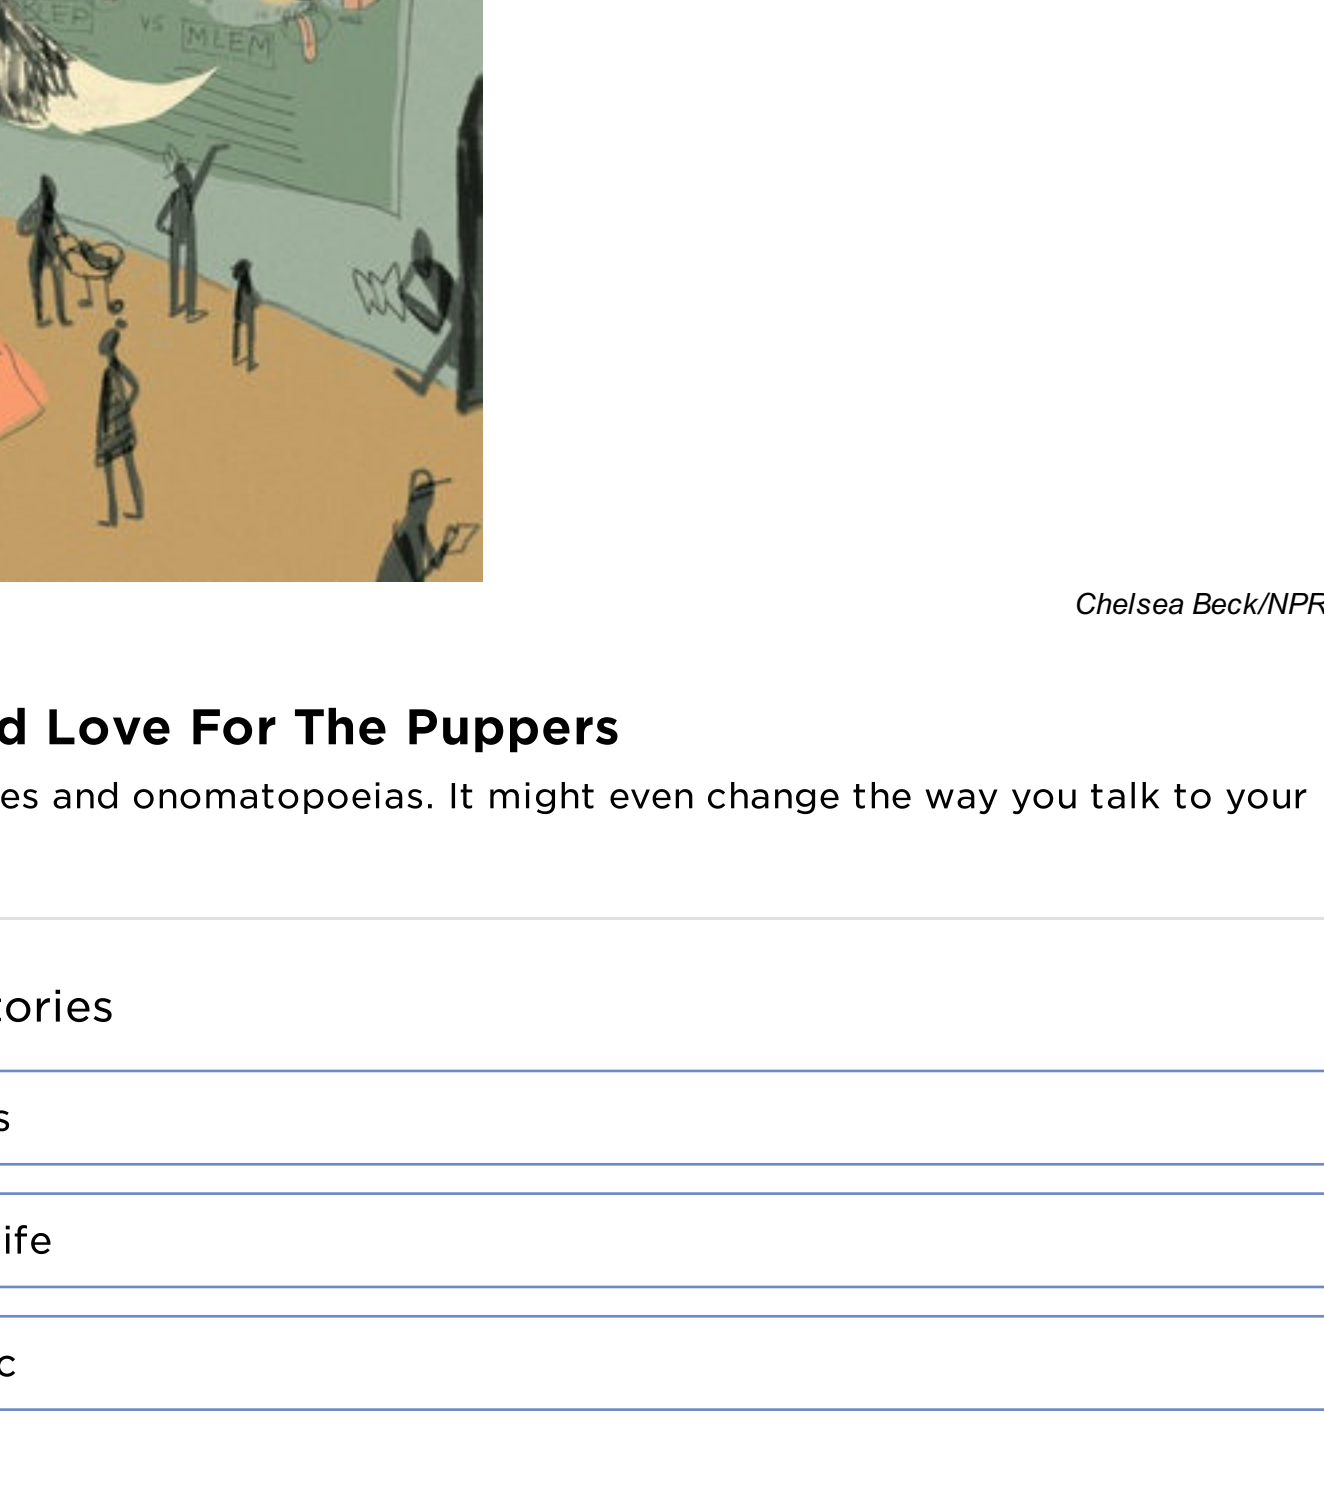 VS
MLEM
Chelsea Beck/NPR
d Love For The Puppers
es and onomatopoeias. It might even change the way you talk to your
tories
s
ife
c